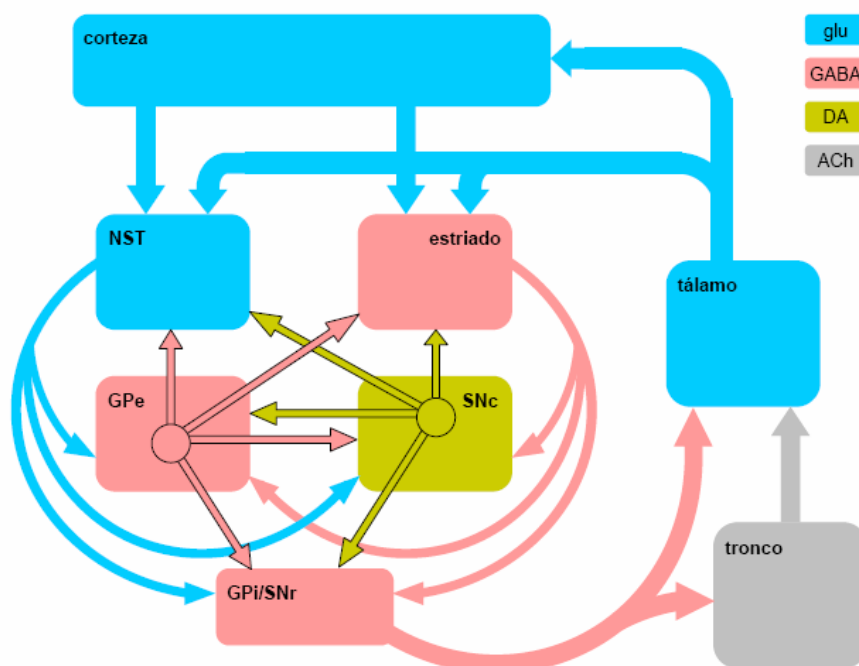 corteza
glu
GABA
DA
ACh
NST
estriado
tálamo
GPe
SNc
tronco
GPi/SNr